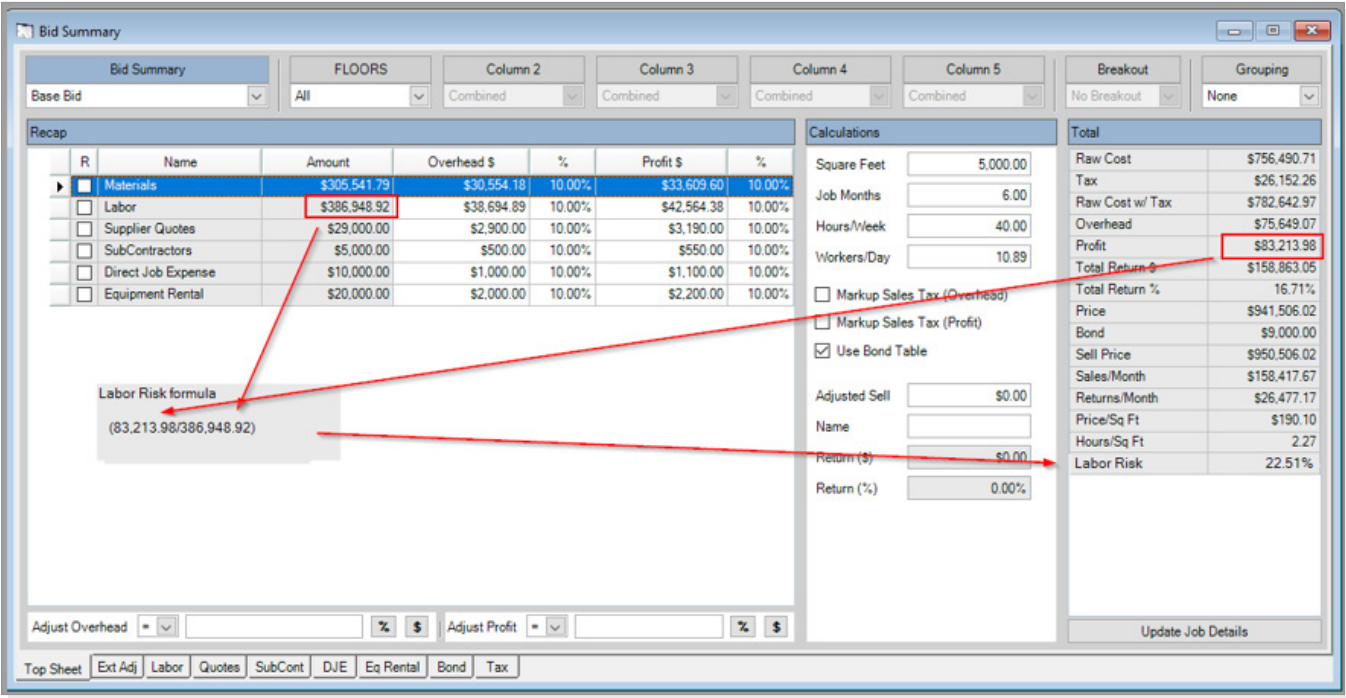 Bid Summary
Bid Summary FLOORS Column 2 Column 3 Column 4 Column 5 Breakout Grouping
Base Bid All Combined Combined Combined Combined No Breakout None
Recap
R Name Amount Overhead $ % Profit $ %
Materials $305,541.79 $30,554.18 10.00% $33,609.60 10.00%
Labor $386,948.92 $38,694.89 10.00% $42,564.38 10.00%
Supplier Quotes $29,000.00 $2,900.00 10.00% $3,190.00 10.00%
SubContractors $5,000.00 $500.00 10.00% $550.00 10.00%
Direct Job Expense $10,000.00 $1,000.00 10.00% $1,100.00 10.00%
Equipment Rental $20,000.00 $2,000.00 10.00% $2,200.00 10.00%
Labor Risk formula
(83,213.98/386,948.92)
Adjust Overhead = % $ Adjust Profit = % $
Calculations
Square Feet 5,000.00
Job Months 6.00
Hours/Week 40.00
Workers/Day 10.89
Markup Sales Tax (Overhead)
Markup Sales Tax (Profit)
Use Bond Table
Adjusted Sell $0.00
Name
Return ($) $0.00
Return (%) 0.00%
Total
Raw Cost $756,490.71
Tax $26,152.26
Raw Cost w/ Tax $782,642.97
Overhead $75,649.07
Profit $83,213.98
Total Return $ $158,863.05
Total Return % 16.71%
Price $941,506.02
Bond $9,000.00
Sell Price $950,506.02
Sales/Month $158,417.67
Returns/Month $26,477.17
Price/Sq Ft $190.10
Hours/Sq Ft 2.27
Labor Risk 22.51%
Update Job Details
Top Sheet Ext Adj Labor Quotes SubCont DJE Eq Rental Bond Tax